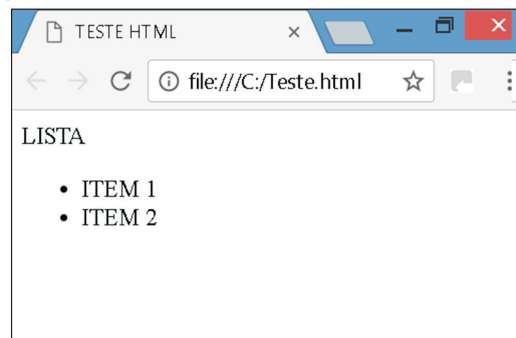 TESTE HTML
file:///C:/Teste.html
LISTA
• ITEM 1
• ITEM 2